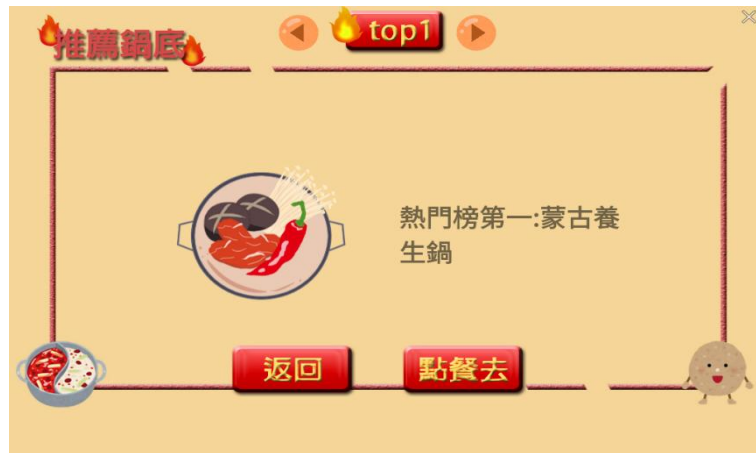 推薦鍋底
top1
熱門榜第一:蒙古養
生鍋
返回
點餐去